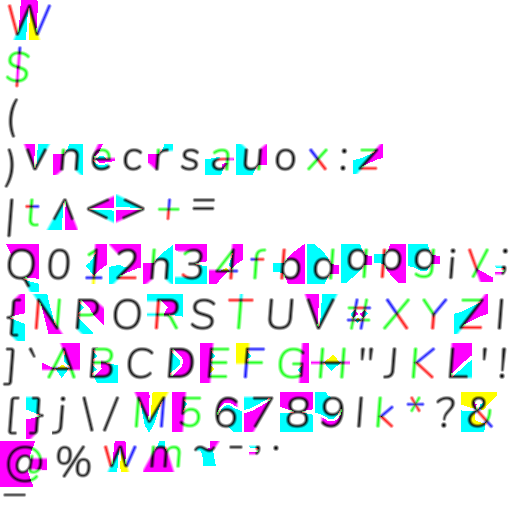 W
$
(
) v n e c r s a u o x : z
| t ^ < > + =
Q 0 1 2 h 3 4 f b d q p g i y ;
{ N P O R S T U V # X Y Z I
] ` A B C D E F G H " J K L ' !
[ } j \ / M 5 6 7 8 9 l k * ? &
@ % w m ~ - , .
_